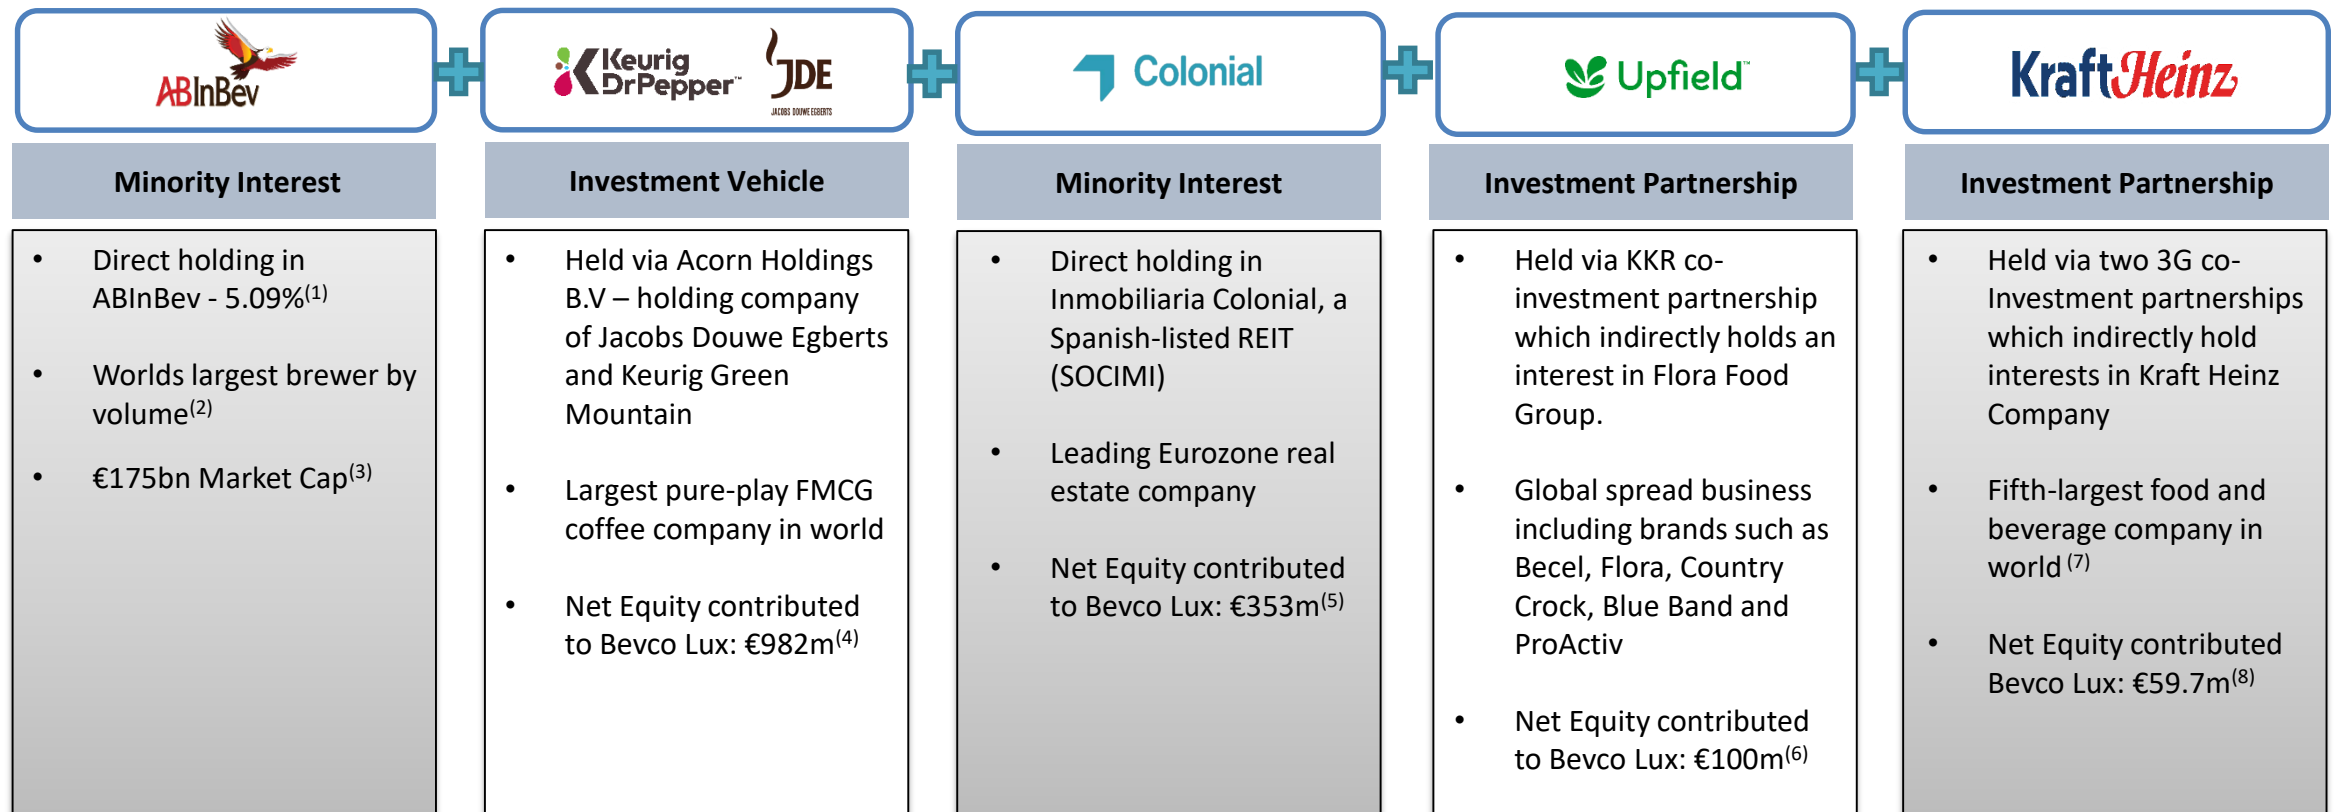 ABInBev
Keurig
DrPepper™
JDE
JACOBS DOUWE EGBERTS
Colonial
Upfield™
KraftHeinz
Minority Interest
• Direct holding in
ABInBev - 5.09%(1)
• Worlds largest brewer by
volume(2)
• €175bn Market Cap(3)
Investment Vehicle
• Held via Acorn Holdings
B.V – holding company
of Jacobs Douwe Egberts
and Keurig Green
Mountain
• Largest pure-play FMCG
coffee company in world
• Net Equity contributed
to Bevco Lux: €982m(4)
Minority Interest
• Direct holding in
Inmobiliaria Colonial, a
Spanish-listed REIT
(SOCIMI)
• Leading Eurozone real
estate company
• Net Equity contributed
to Bevco Lux: €353m(5)
Investment Partnership
• Held via KKR co-
investment partnership
which indirectly holds an
interest in Flora Food
Group.
• Global spread business
including brands such as
Becel, Flora, Country
Crock, Blue Band and
ProActiv
• Net Equity contributed
to Bevco Lux: €100m(6)
Investment Partnership
• Held via two 3G co-
Investment partnerships
which indirectly hold
interests in Kraft Heinz
Company
• Fifth-largest food and
beverage company in
world (7)
• Net Equity contributed
Bevco Lux: €59.7m(8)